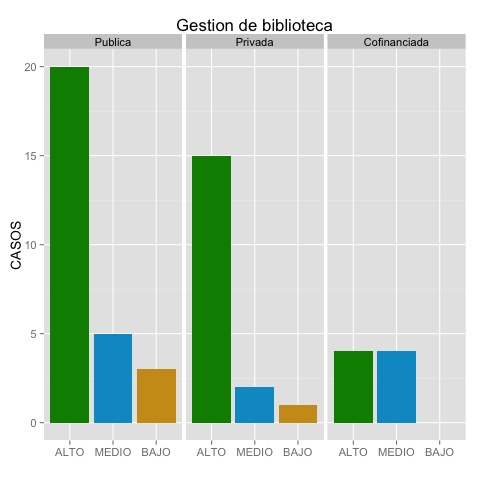 Gestion de biblioteca
Publica Privada Cofinanciada
20
15
10
5
0
CASOS
ALTO MEDIO BAJO ALTO MEDIO BAJO ALTO MEDIO BAJO